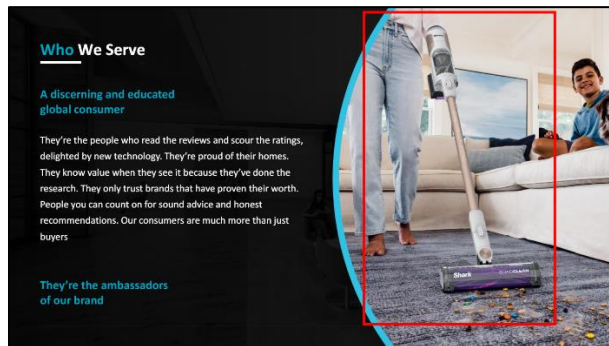 Who We Serve
A discerning and educated
global consumer
They're the people who read the reviews and scour the ratings,
delighted by new technology. They're proud of their homes.
They know value when they see it because they've done the
research. They only trust brands that have proven their worth.
People you can count on for sound advice and honest
recommendations. Our consumers are much more than just
buyers
They're the ambassadors
of our brand
Shark